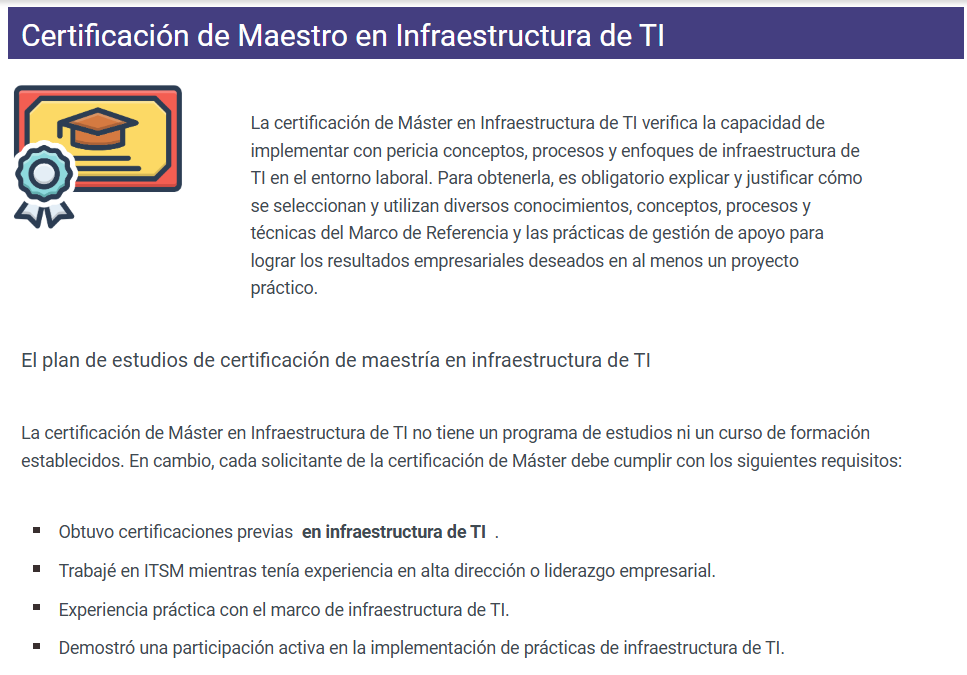 Certificación de Maestro en Infraestructura de TI
La certificación de Máster en Infraestructura de TI verifica la capacidad de
implementar con pericia conceptos, procesos y enfoques de infraestructura de
TI en el entorno laboral. Para obtenerla, es obligatorio explicar y justificar cómo
se seleccionan y utilizan diversos conocimientos, conceptos, procesos y
técnicas del Marco de Referencia y las prácticas de gestión de apoyo para
lograr los resultados empresariales deseados en al menos un proyecto
práctico.
El plan de estudios de certificación de maestría en infraestructura de TI
La certificación de Máster en Infraestructura de TI no tiene un programa de estudios ni un curso de formación
establecidos. En cambio, cada solicitante de la certificación de Máster debe cumplir con los siguientes requisitos:
▪ Obtuvo certificaciones previas en infraestructura de TI .
▪ Trabajé en ITSM mientras tenía experiencia en alta dirección o liderazgo empresarial.
▪ Experiencia práctica con el marco de infraestructura de TI.
▪ Demostró una participación activa en la implementación de prácticas de infraestructura de TI.